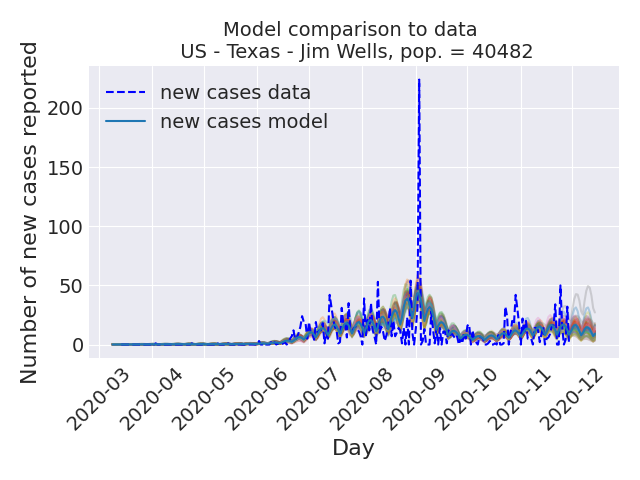 Model comparison to data
US - Texas - Jim Wells, pop. = 40482
Number of new cases reported
new cases data
new cases model
200
150
100
50
0
2020-03
2020-04
2020-05
2020-06
2020-07
2020-08
2020-09
2020-10
2020-11
2020-12
Day